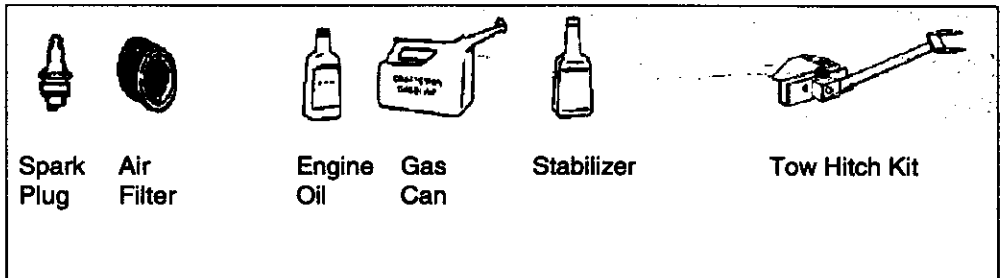 Spark Plug
Air Filter
Engine Oil
Gas Can
Stabilizer
Tow Hitch Kit